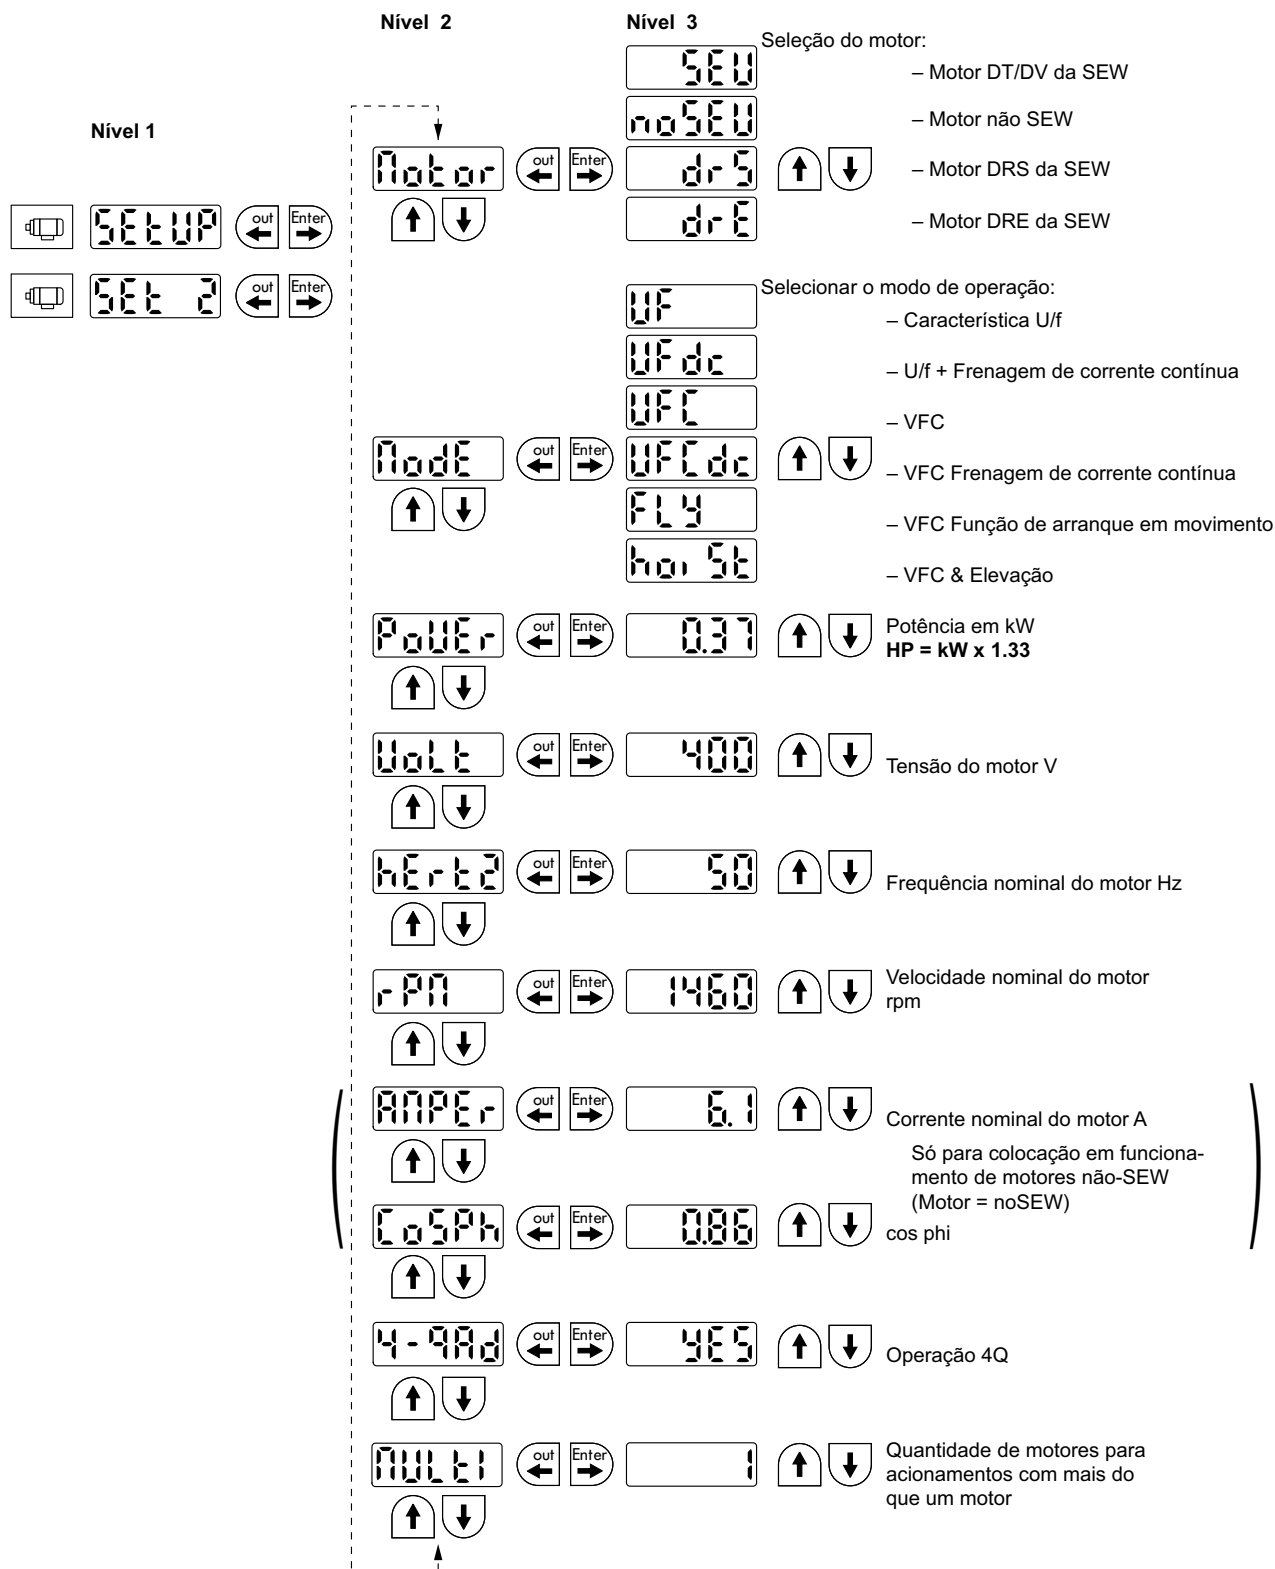 Nível 2
Nível 3
Seleção do motor:
SEW
– Motor DT/DV da SEW
Nível 1
noSEW
– Motor não SEW
Motor
out
Enter
drS
– Motor DRS da SEW
SEtUP
out
Enter
drE
– Motor DRE da SEW
SEt 2
out
Enter
Selecionar o modo de operação:
UF
– Característica U/f
UFdc
– U/f + Frenagem de corrente contínua
UFC
– VFC
ModE
out
Enter
UFCdc
– VFC Frenagem de corrente contínua
FLY
– VFC Função de arranque em movimento
hoiSt
– VFC & Elevação
PoWEr
out
Enter
0.37
Potência em kW
HP = kW x 1.33
UoLt
out
Enter
400
Tensão do motor V
hErt2
out
Enter
50
Frequência nominal do motor Hz
rPM
out
Enter
1460
Velocidade nominal do motor
rpm
AMPEr
out
Enter
6.1
Corrente nominal do motor A
Só para colocação em funciona-
mento de motores não-SEW
(Motor = noSEW)
CoSPh
out
Enter
0.86
cos phi
4-qAd
out
Enter
YES
Operação 4Q
MULtI
out
Enter
1
Quantidade de motores para
acionamentos com mais do
que um motor